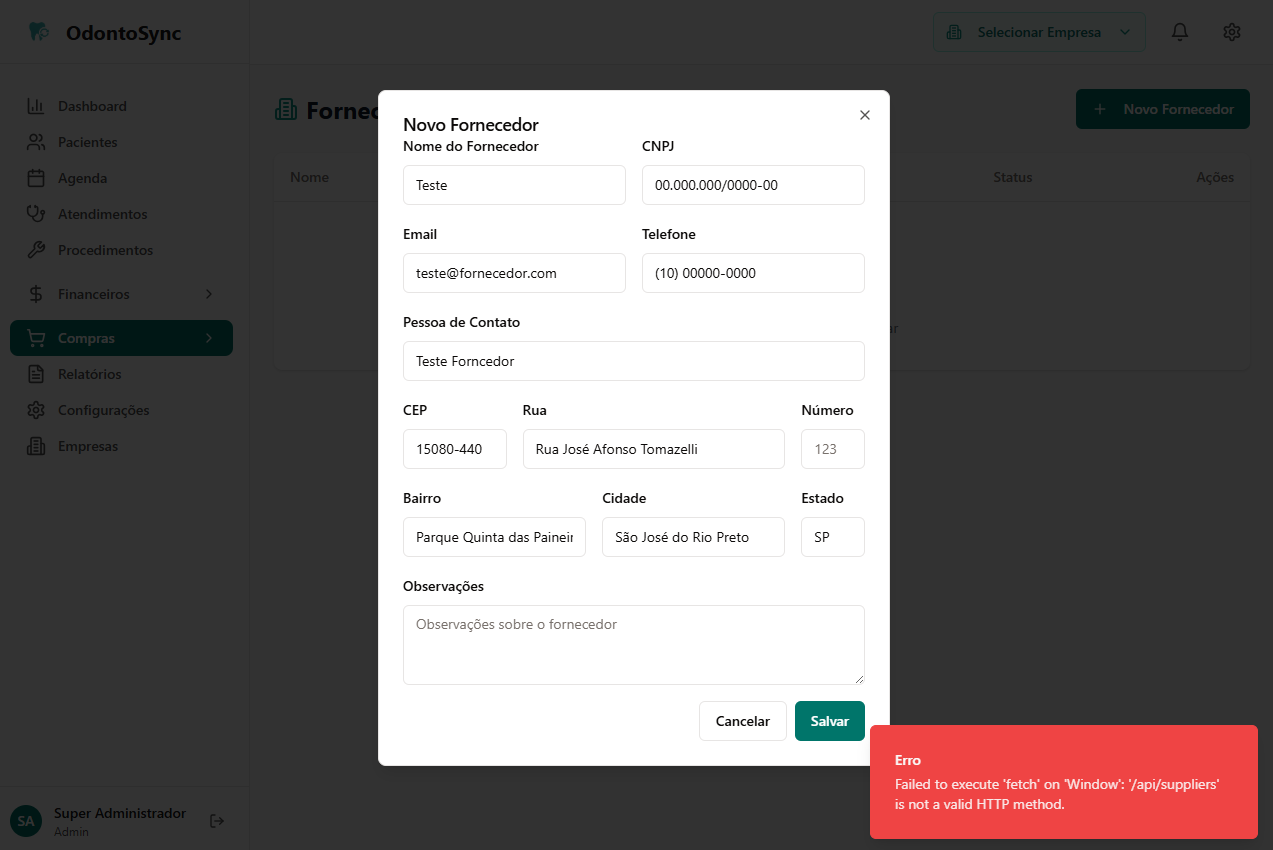 OdontoSync
Selecionar Empresa
Dashboard
Pacientes
Agenda
Atendimentos
Procedimentos
Financeiros
Compras
Relatórios
Configurações
Empresas
Super Administrador
SA
Admin
Novo Fornecedor
Nome
Status
Ações
Novo Fornecedor
Nome do Fornecedor
CNPJ
Teste
00.000.000/0000-00
Email
Telefone
teste@fornecedor.com
(10) 00000-0000
Pessoa de Contato
Teste Forncedor
CEP
Rua
Número
15080-440
Rua José Afonso Tomazelli
123
Bairro
Cidade
Estado
Parque Quinta das Painei
São José do Rio Preto
SP
Observações
Observações sobre o fornecedor
Cancelar
Salvar
Erro
Failed to execute 'fetch' on 'Window': '/api/suppliers'
is not a valid HTTP method.